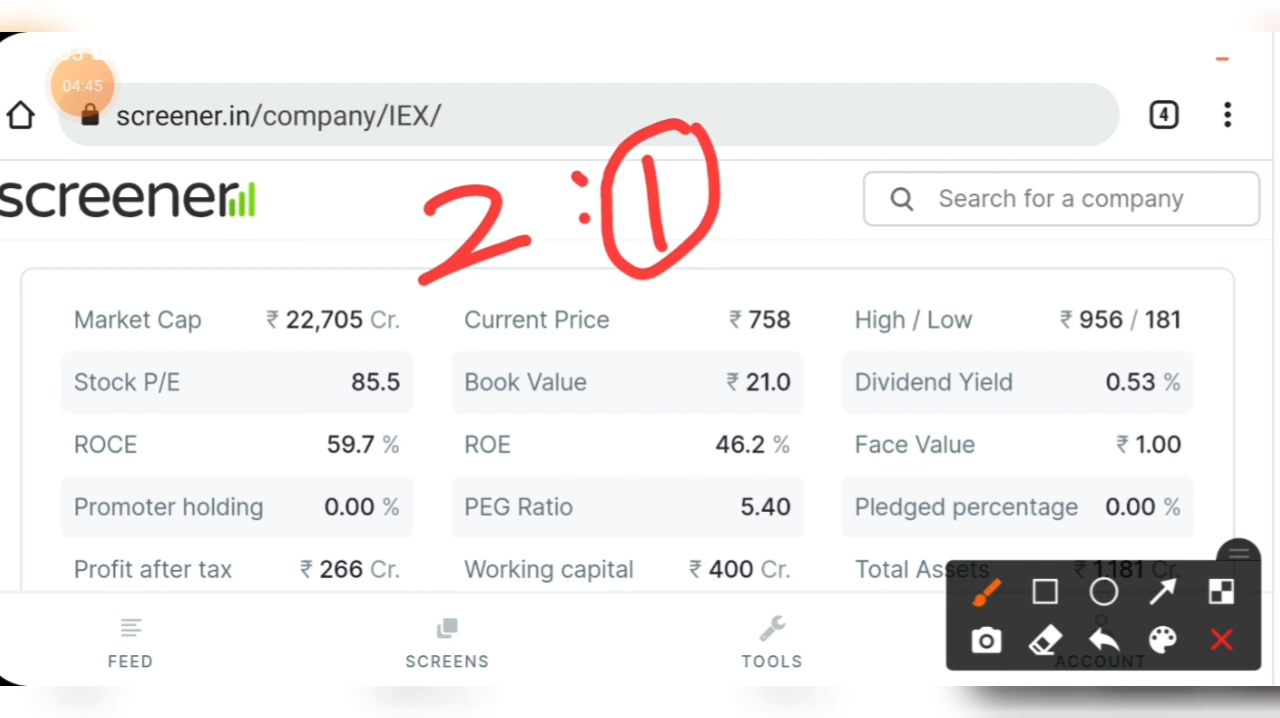 04:45
screener.in/company/IEX/
4
screener
2 : 1
Search for a company
Market Cap ₹ 22,705 Cr. Current Price ₹ 758 High / Low ₹ 956 / 181
Stock P/E 85.5 Book Value ₹ 21.0 Dividend Yield 0.53 %
ROCE 59.7 % ROE 46.2 % Face Value ₹ 1.00
Promoter holding 0.00 % PEG Ratio 5.40 Pledged percentage 0.00 %
Profit after tax ₹ 266 Cr. Working capital ₹ 400 Cr. Total Assets ₹ 1181 Cr.
FEED SCREENS TOOLS ACCOUNT